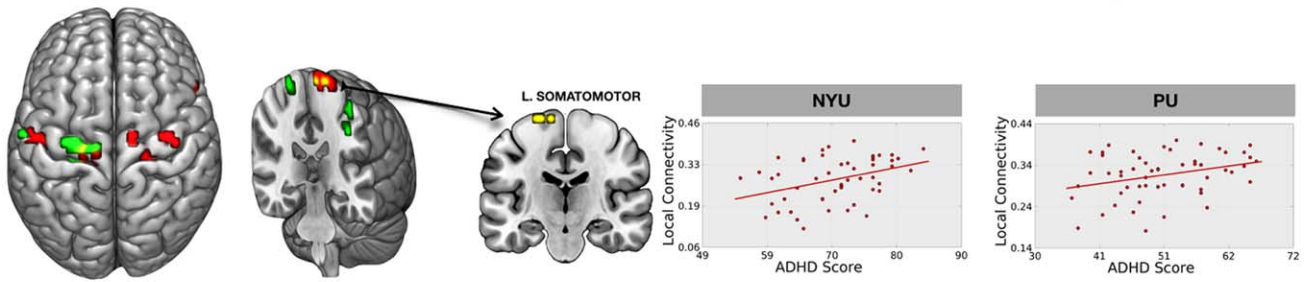 L. SOMATOMOTOR
NYU
Local Connectivity
0.46
0.33
0.19
0.06
49
59
70
80
90
ADHD Score
PU
Local Connectivity
0.44
0.34
0.24
0.14
30
41
51
62
72
ADHD Score